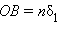 OB = nδ₁